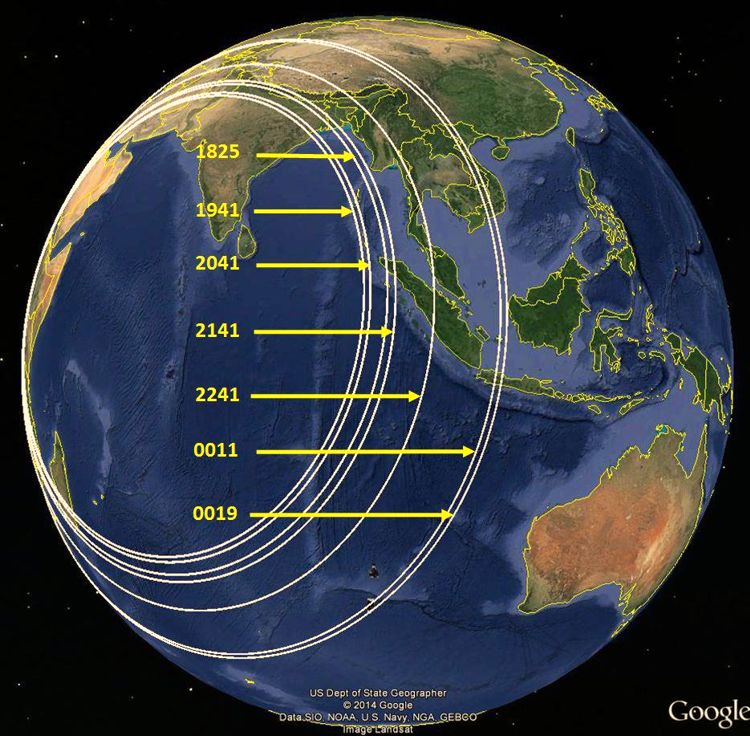 1825
1941
2041
2141
2241
0011
0019
US Dept of State Geographer
© 2014 Google
Data SIO, NOAA, U.S. Navy, NGA, GEBCO
Image Landsat
Google